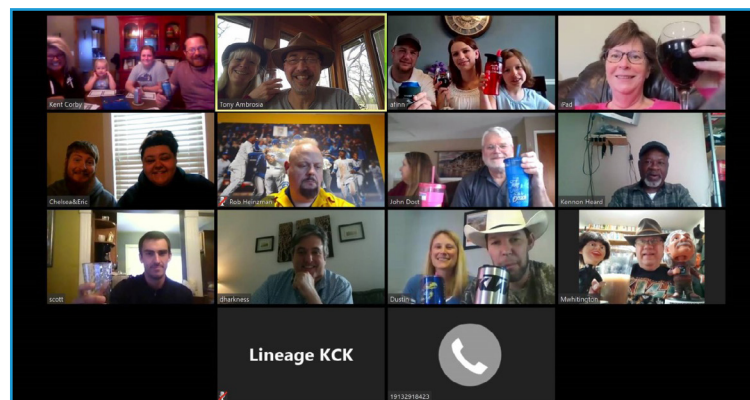 Kent Corby
Tony Ambrosia
afinn
iPad
Chelsea&Eric
Rob Heinzman
John Dost
Kennon Heard
scott
dharkness
Dustin
Mwhitington
Lineage KCK
19132918423